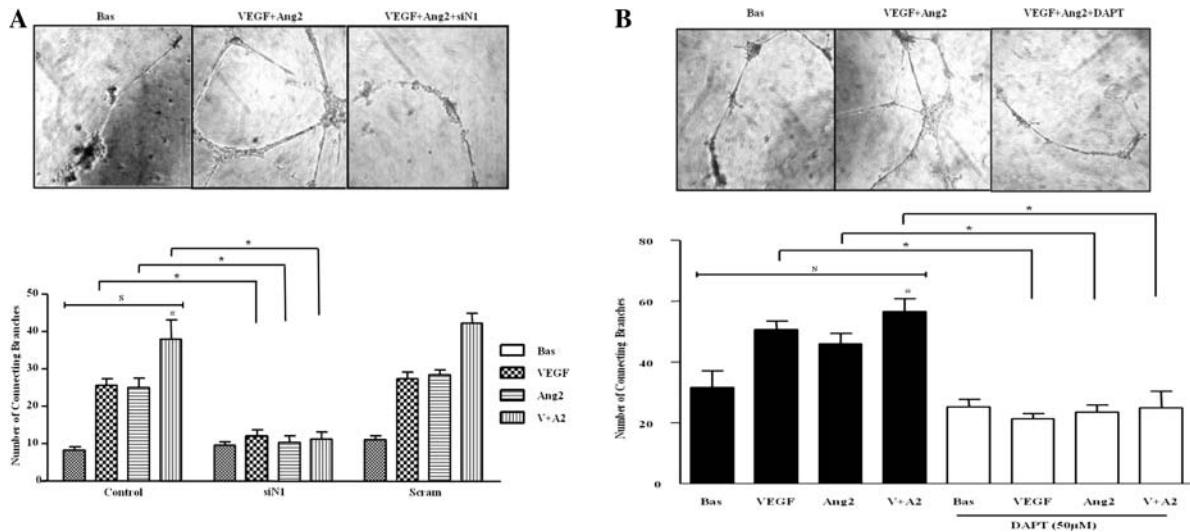 A
Bas
VEGF+Ang2
VEGF+Ang2+siN1
*
*
*
s
#
50
40
30
20
10
0
Number of Connecting Branches
Control
siN1
Scram
Bas
VEGF
Ang2
V+A2
B
Bas
VEGF+Ang2
VEGF+Ang2+DAPT
*
*
*
s
80
60
40
20
0
Number of Connecting Branches
Bas
VEGF
Ang2
V+A2
Bas
VEGF
Ang2
V+A2
DAPT (50µM)